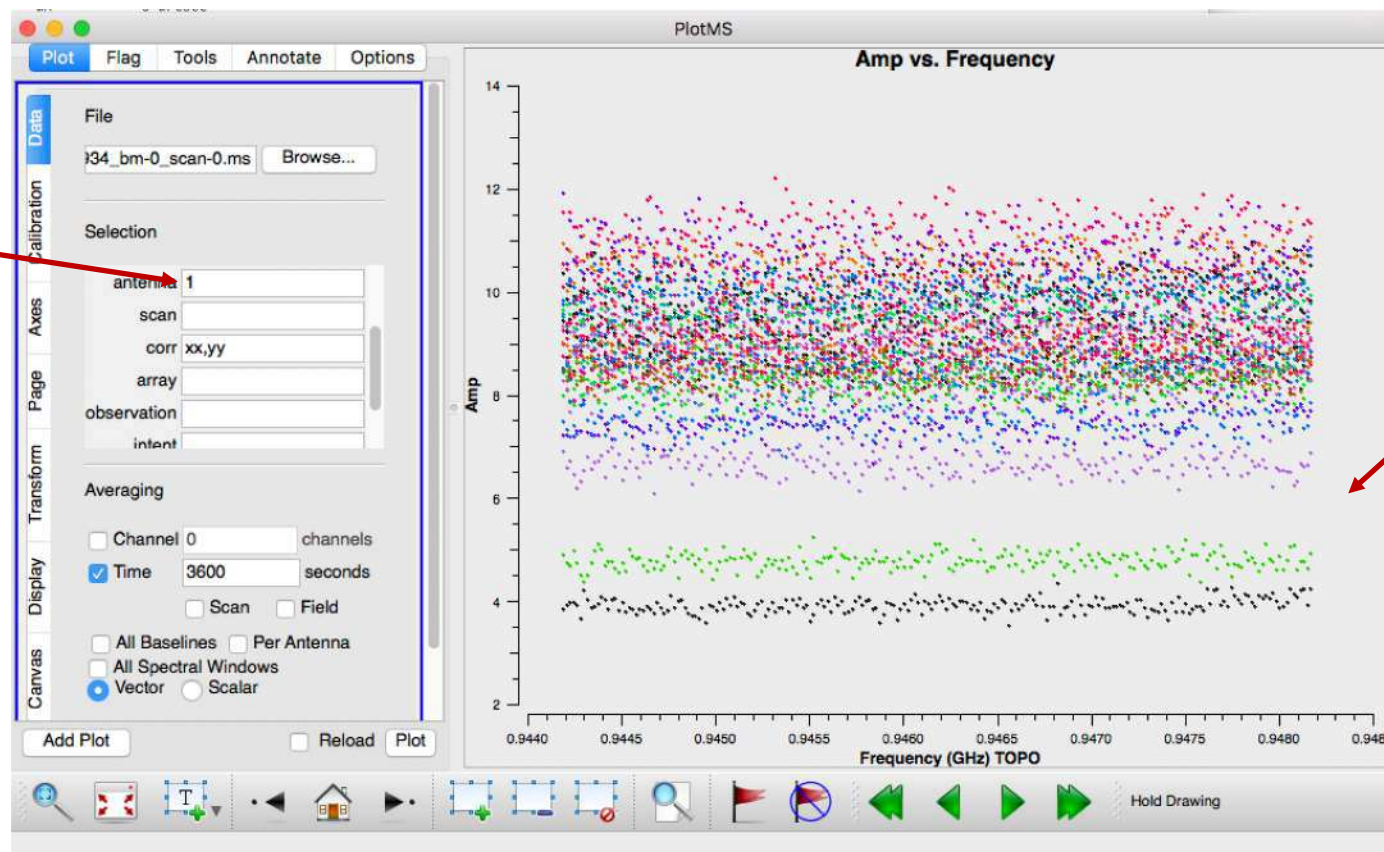 PlotMS
Plot Flag Tools Annotate Options
Data
Calibration
Axes
Page
Transform
Display
Canvas
File
934_bm-0_scan-0.ms Browse...
Selection
antenna 1
scan
corr xx,yy
array
observation
intent
Averaging
Channel 0 channels
Time 3600 seconds
Scan Field
All Baselines Per Antenna
All Spectral Windows
Vector Scalar
Add Plot Reload Plot
Amp vs. Frequency
14
12
10
8
6
4
2
Amp
0.9440 0.9445 0.9450 0.9455 0.9460 0.9465 0.9470 0.9475 0.9480 0.948
Frequency (GHz) TOPO
T
Hold Drawing